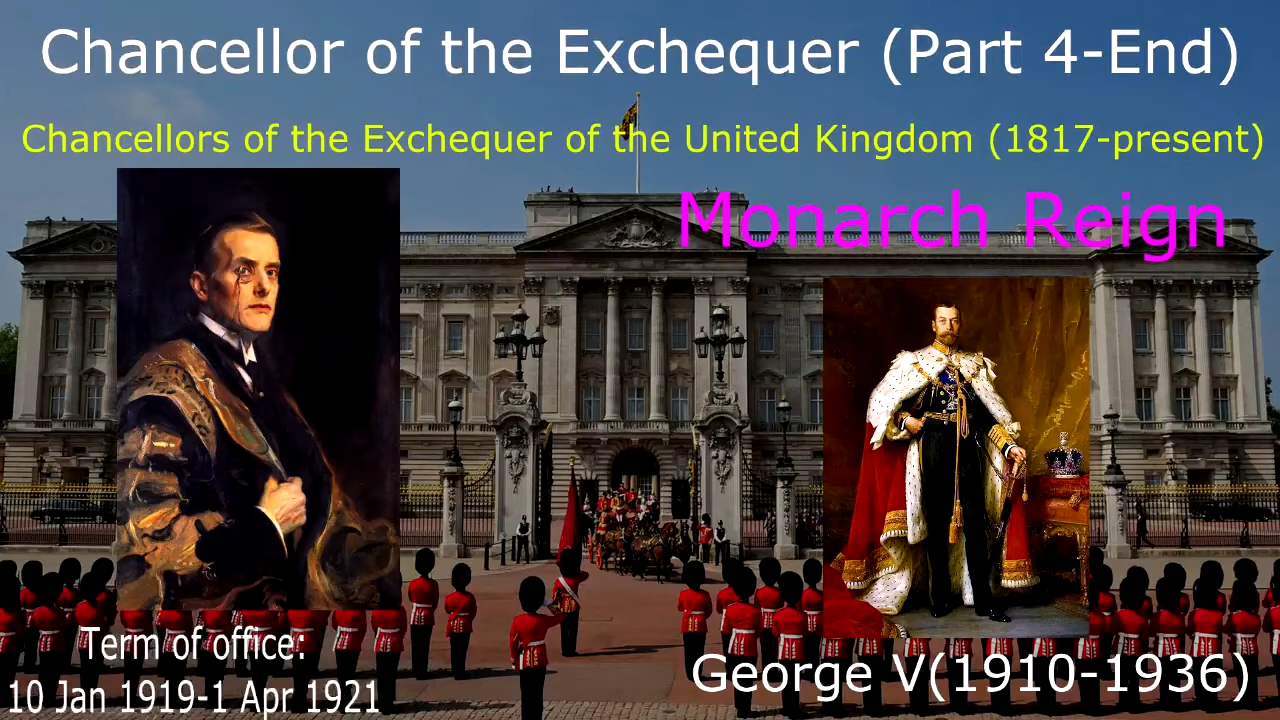 Chancellor of the Exchequer (Part 4-End)
Chancellors of the Exchequer of the United Kingdom (1817-present)
Monarch Reign
Term of office:
10 Jan 1919-1 Apr 1921
George V(1910-1936)